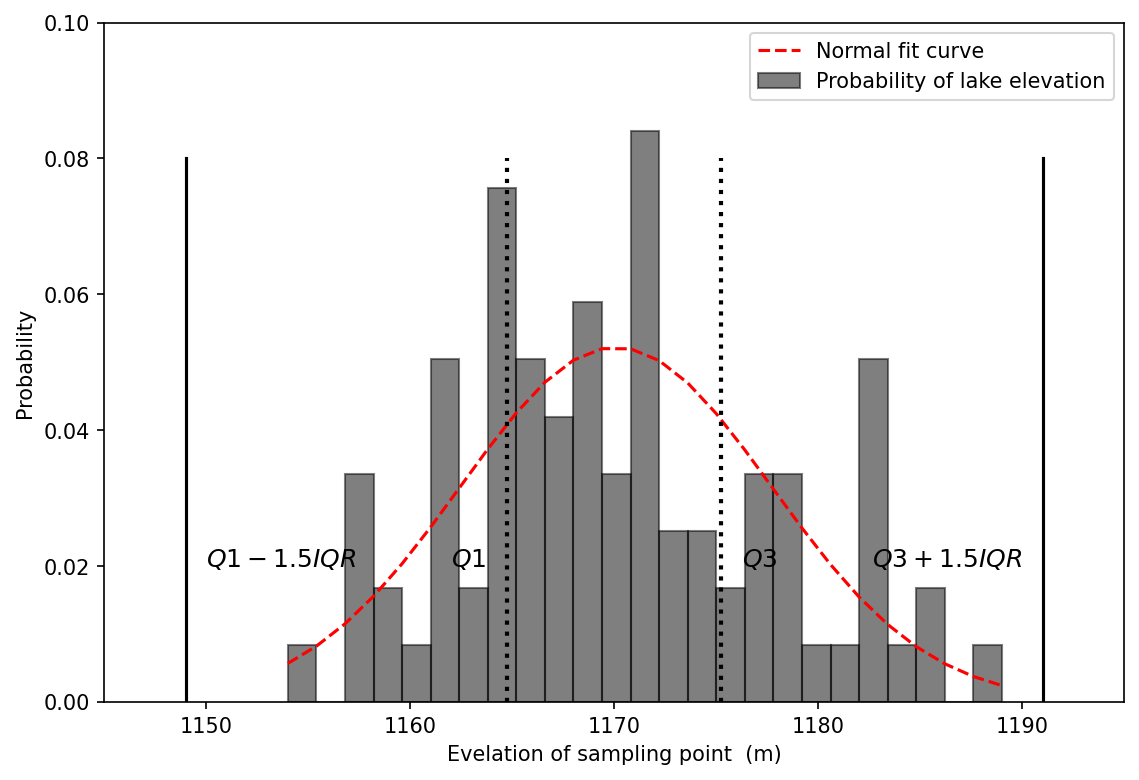 0.10
0.08
0.06
0.04
0.02
0.00
Probability
Normal fit curve
Probability of lake elevation
Q1 − 1.5IQR
Q1
Q3
Q3 + 1.5IQR
1150
1160
1170
1180
1190
Evelation of sampling point  (m)